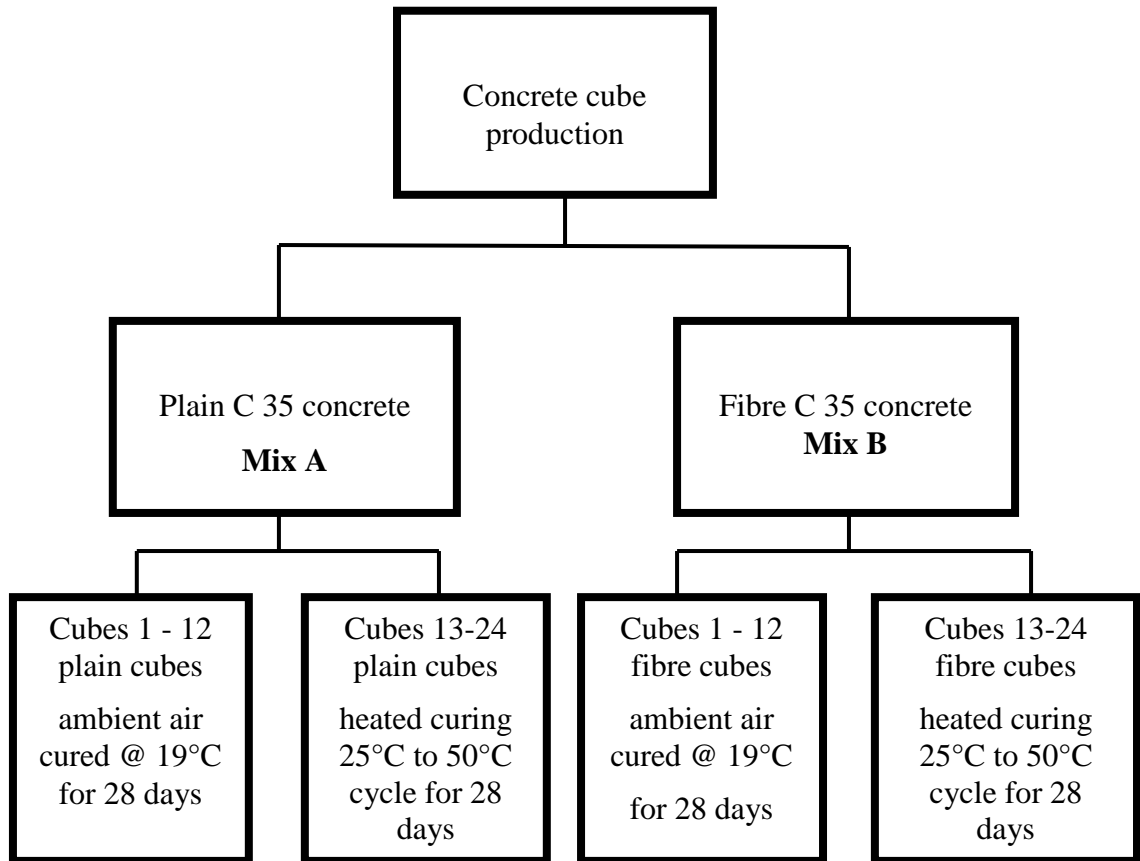 Concrete cube
production
Plain C 35 concrete
Mix A
Fibre C 35 concrete
Mix B
Cubes 1 - 12
plain cubes
ambient air
cured @ 19°C
for 28 days
Cubes 13-24
plain cubes
heated curing
25°C to 50°C
cycle for 28
days
Cubes 1 - 12
fibre cubes
ambient air
cured @ 19°C
for 28 days
Cubes 13-24
fibre cubes
heated curing
25°C to 50°C
cycle for 28
days